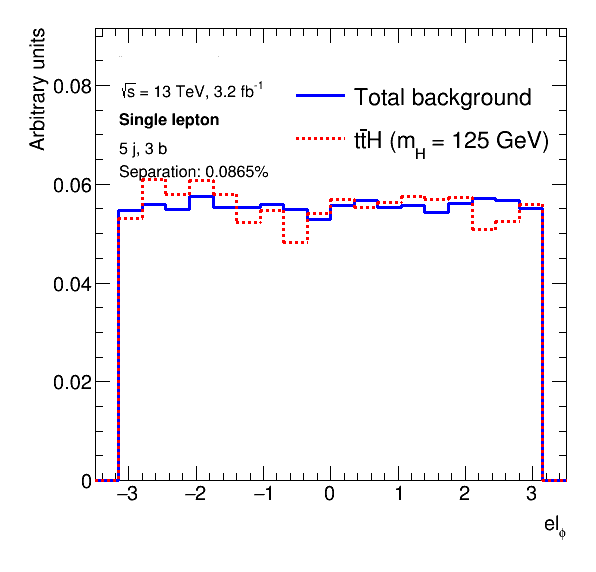 Arbitrary units
√s = 13 TeV, 3.2 fb⁻¹
Single lepton
5 j, 3 b
Separation: 0.0865%
Total background
tt̄H (m_H = 125 GeV)
0.08
0.06
0.04
0.02
0
−3 −2 −1 0 1 2 3
el_ϕ